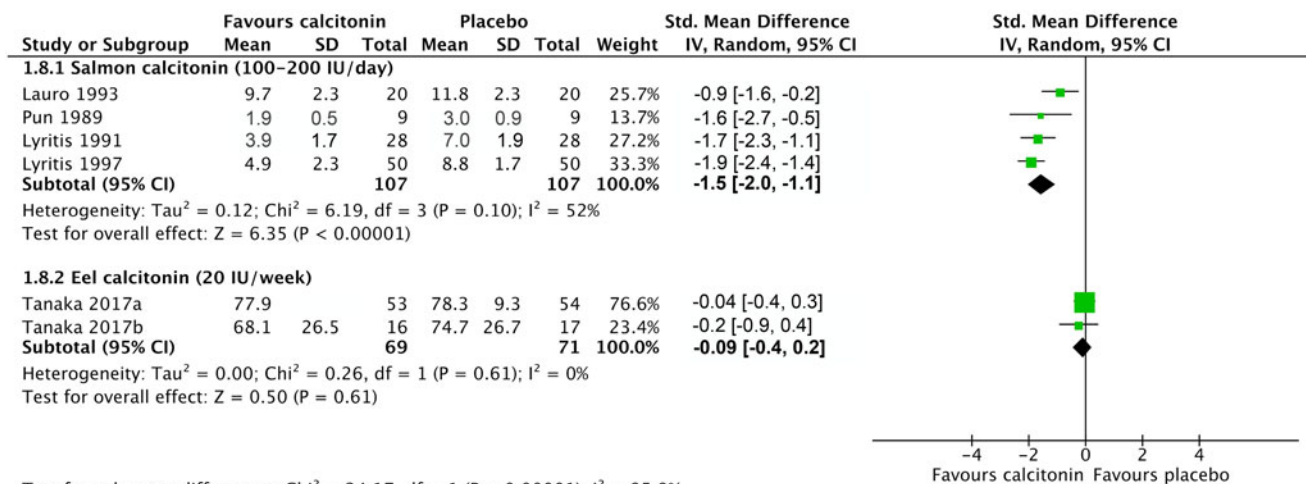 Favours calcitonin Placebo Std. Mean Difference Std. Mean Difference
Study or Subgroup Mean SD Total Mean SD Total Weight IV, Random, 95% CI IV, Random, 95% CI
1.8.1 Salmon calcitonin (100-200 IU/day)
Lauro 1993 9.7 2.3 20 11.8 2.3 20 25.7% -0.9 [-1.6, -0.2]
Pun 1989 1.9 0.5 9 3.0 0.9 9 13.7% -1.6 [-2.7, -0.5]
Lyritis 1991 3.9 1.7 28 7.0 1.9 28 27.2% -1.7 [-2.3, -1.1]
Lyritis 1997 4.9 2.3 50 8.8 1.7 50 33.3% -1.9 [-2.4, -1.4]
Subtotal (95% CI) 107 107 100.0% -1.5 [-2.0, -1.1]
Heterogeneity: Tau² = 0.12; Chi² = 6.19, df = 3 (P = 0.10); I² = 52%
Test for overall effect: Z = 6.35 (P < 0.00001)
1.8.2 Eel calcitonin (20 IU/week)
Tanaka 2017a 77.9 53 78.3 9.3 54 76.6% -0.04 [-0.4, 0.3]
Tanaka 2017b 68.1 26.5 16 74.7 26.7 17 23.4% -0.2 [-0.9, 0.4]
Subtotal (95% CI) 69 71 100.0% -0.09 [-0.4, 0.2]
Heterogeneity: Tau² = 0.00; Chi² = 0.26, df = 1 (P = 0.61); I² = 0%
Test for overall effect: Z = 0.50 (P = 0.61)
-4 -2 0 2 4
Favours calcitonin Favours placebo